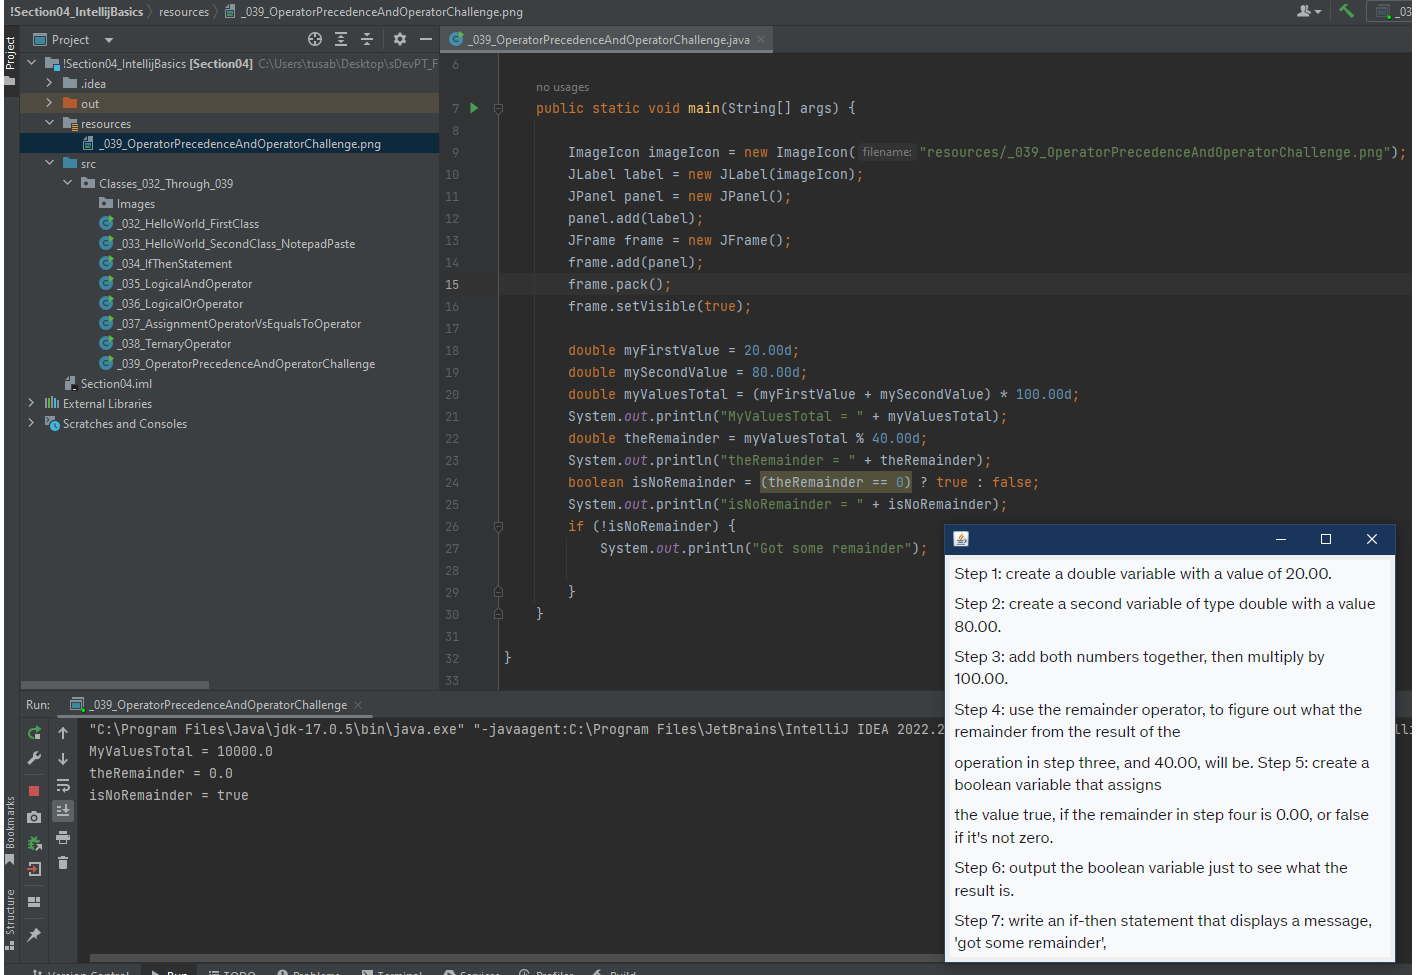 !Section04_IntellijBasics
resources
_039_OperatorPrecedenceAndOperatorChallenge.png
Project
Project
!Section04_IntellijBasics [Section04] C:\Users\tusab\Desktop\sDevPT_F
.idea
out
resources
_039_OperatorPrecedenceAndOperatorChallenge.png
src
Classes_032_Through_039
Images
_032_HelloWorld_FirstClass
_033_HelloWorld_SecondClass_NotepadPaste
_034_IfThenStatement
_035_LogicalAndOperator
_036_LogicalOrOperator
_037_AssignmentOperatorVsEqualsToOperator
_038_TernaryOperator
_039_OperatorPrecedenceAndOperatorChallenge
Section04.iml
External Libraries
Scratches and Consoles
_039_OperatorPrecedenceAndOperatorChallenge.java
6
no usages
7 public static void main(String[] args) {
8
9 ImageIcon imageIcon = new ImageIcon( filename: "resources/_039_OperatorPrecedenceAndOperatorChallenge.png");
10 JLabel label = new JLabel(imageIcon);
11 JPanel panel = new JPanel();
12 panel.add(label);
13 JFrame frame = new JFrame();
14 frame.add(panel);
15 frame.pack();
16 frame.setVisible(true);
17
18 double myFirstValue = 20.00d;
19 double mySecondValue = 80.00d;
20 double myValuesTotal = (myFirstValue + mySecondValue) * 100.00d;
21 System.out.println("MyValuesTotal = " + myValuesTotal);
22 double theRemainder = myValuesTotal % 40.00d;
23 System.out.println("theRemainder = " + theRemainder);
24 boolean isNoRemainder = (theRemainder == 0) ? true : false;
25 System.out.println("isNoRemainder = " + isNoRemainder);
26 if (!isNoRemainder) {
27 System.out.println("Got some remainder");
28
29 }
30 }
31
32 }
33
Step 1: create a double variable with a value of 20.00.
Step 2: create a second variable of type double with a value
80.00.
Step 3: add both numbers together, then multiply by
100.00.
Step 4: use the remainder operator, to figure out what the
remainder from the result of the
operation in step three, and 40.00, will be. Step 5: create a
boolean variable that assigns
the value true, if the remainder in step four is 0.00, or false
if it's not zero.
Step 6: output the boolean variable just to see what the
result is.
Step 7: write an if-then statement that displays a message,
'got some remainder',
Run: _039_OperatorPrecedenceAndOperatorChallenge
"C:\Program Files\Java\jdk-17.0.5\bin\java.exe" "-javaagent:C:\Program Files\JetBrains\IntelliJ IDEA 2022.2
MyValuesTotal = 10000.0
theRemainder = 0.0
isNoRemainder = true
Bookmarks
Structure
Version Control
Run
TODO
Problems
Terminal
Services
Profiler
Build